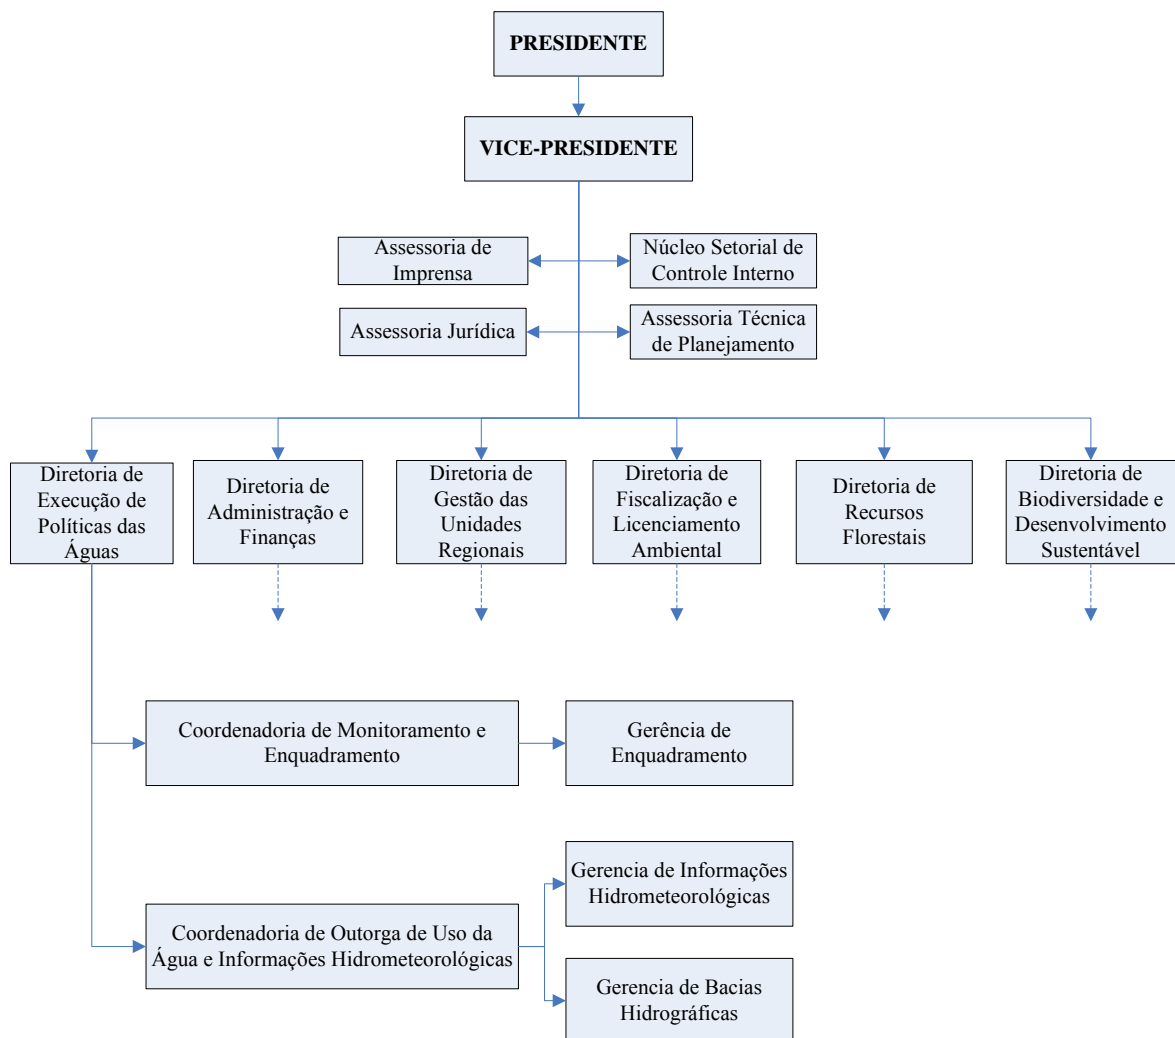 PRESIDENTE
VICE-PRESIDENTE
Assessoria de
Imprensa
Núcleo Setorial de
Controle Interno
Assessoria Jurídica
Assessoria Técnica
de Planejamento
Diretoria de
Execução de
Políticas das
Águas
Diretoria de
Administração e
Finanças
Diretoria de
Gestão das
Unidades
Regionais
Diretoria de
Fiscalização e
Licenciamento
Ambiental
Diretoria de
Recursos
Florestais
Diretoria de
Biodiversidade e
Desenvolvimento
Sustentável
Coordenadoria de Monitoramento e
Enquadramento
Gerência de
Enquadramento
Gerencia de Informações
Hidrometeorológicas
Coordenadoria de Outorga de Uso da
Água e Informações Hidrometeorológicas
Gerencia de Bacias
Hidrográficas